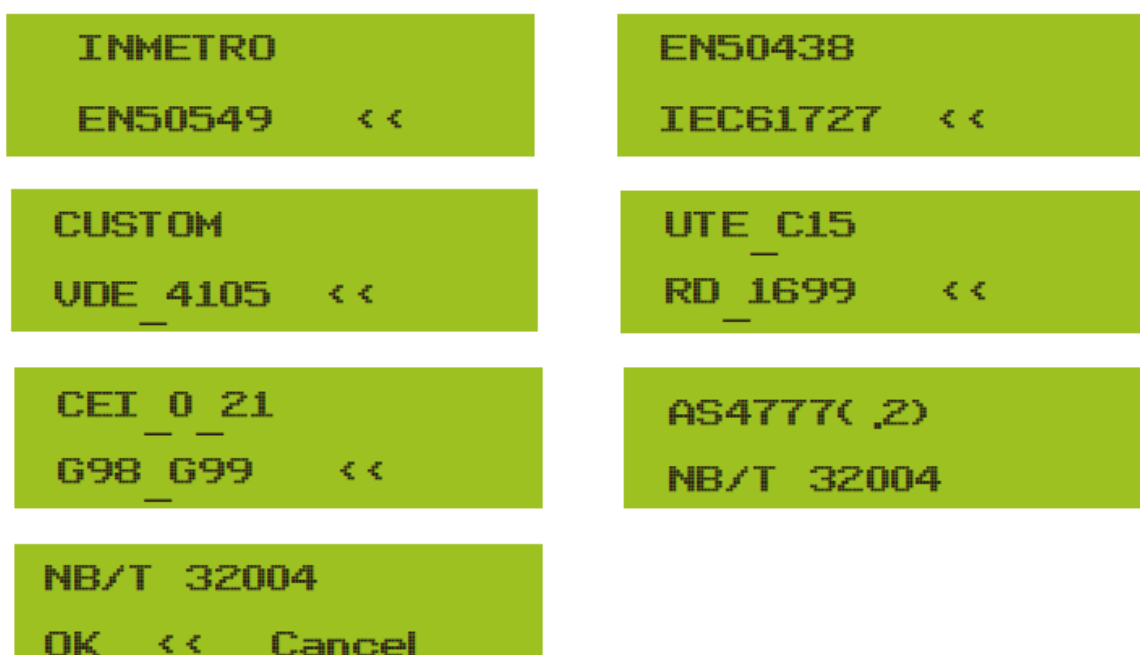 INMETRO
EN50549 <<
EN50438
IEC61727 <<
CUSTOM
VDE_4105 <<
UTE_C15
RD_1699 <<
CEI_0_21
G98_G99 <<
AS4777(.2)
NB/T 32004
NB/T 32004
OK << Cancel